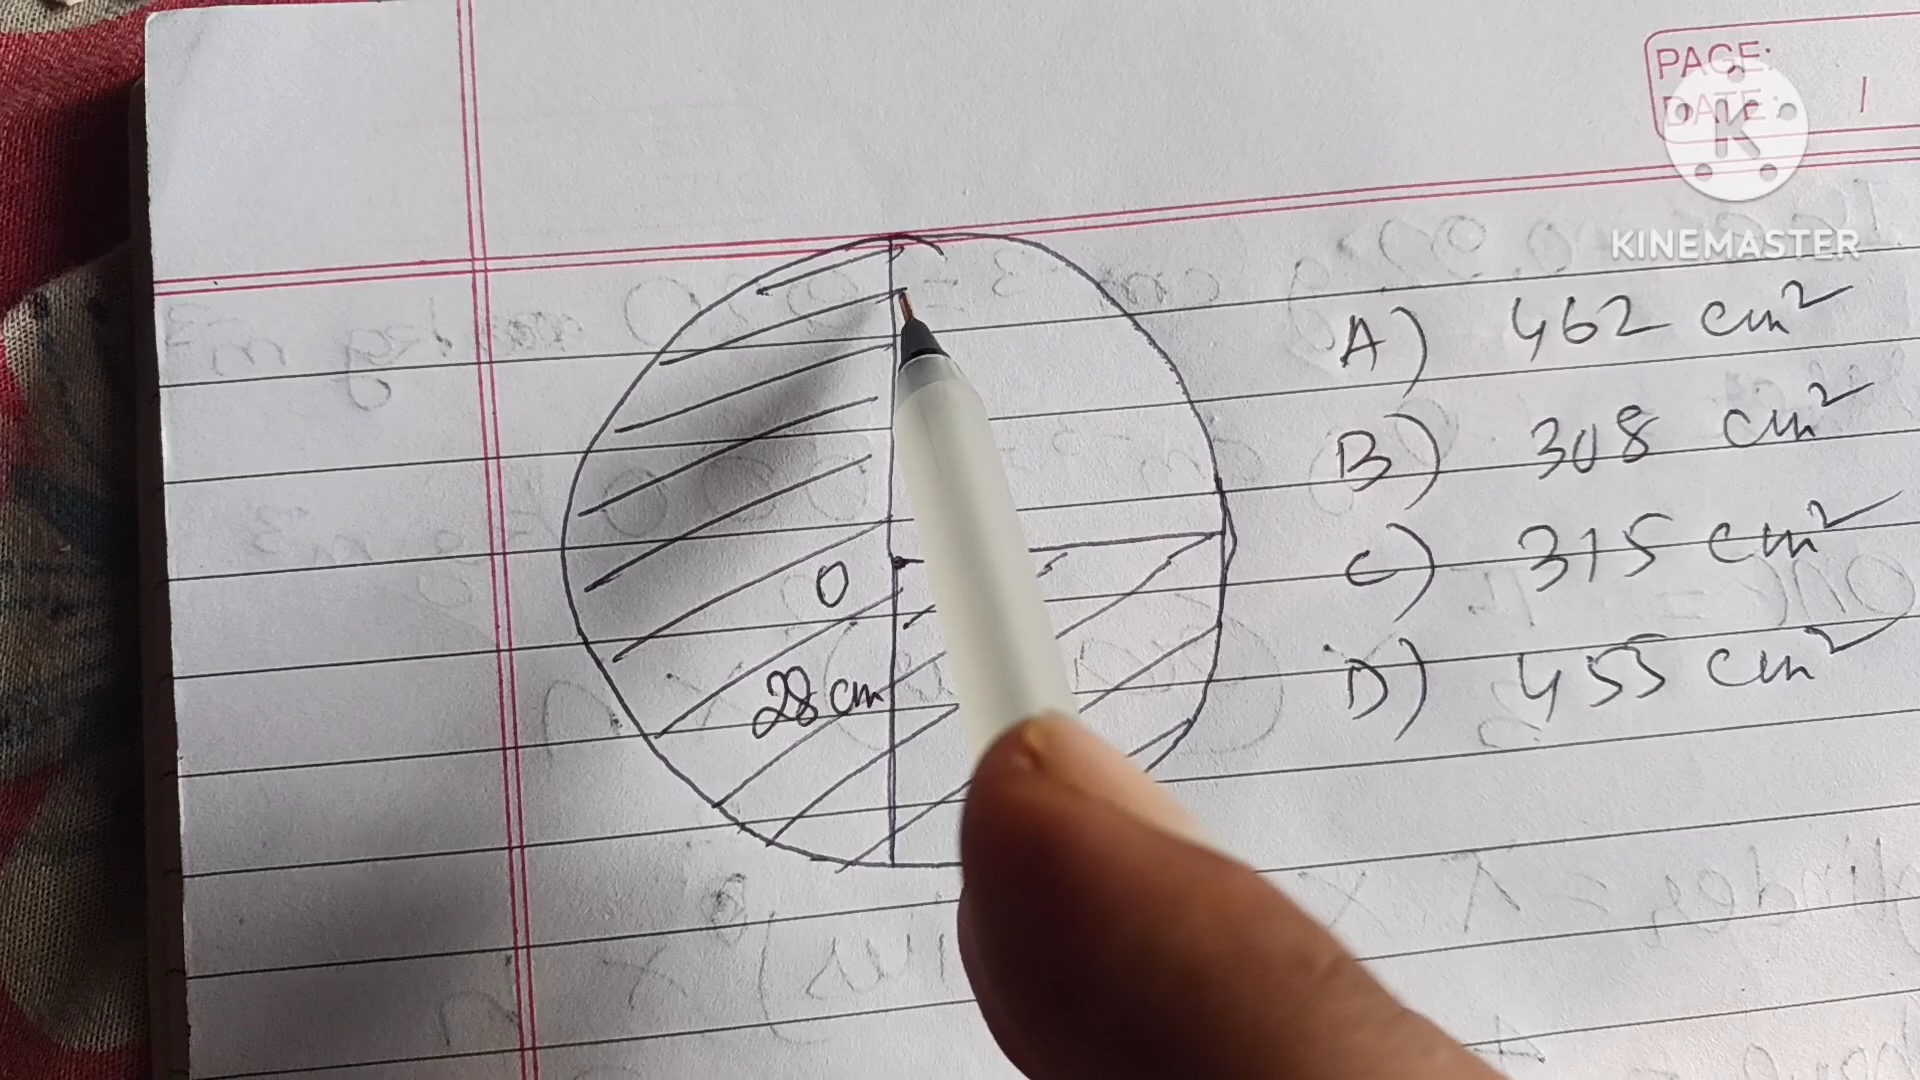 PAGE:
DATE:
K
KINEMASTER
A) 462 cm²
B) 308 cm²
C) 315 cm²
D) 455 cm²
O
28 cm